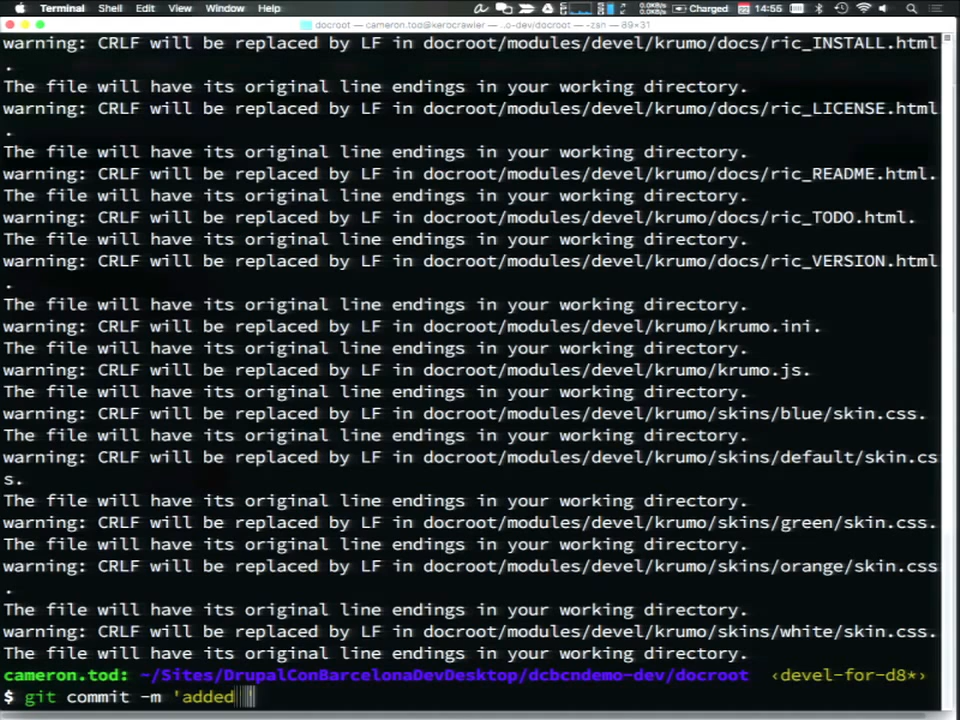 Terminal Shell Edit View Window Help Charged 14:55
docroot — cameron.tod@kerocrawler — ..o-dev/docroot — -zsh — 89×31
warning: CRLF will be replaced by LF in docroot/modules/devel/krumo/docs/ric_INSTALL.html
.
The file will have its original line endings in your working directory.
warning: CRLF will be replaced by LF in docroot/modules/devel/krumo/docs/ric_LICENSE.html
.
The file will have its original line endings in your working directory.
warning: CRLF will be replaced by LF in docroot/modules/devel/krumo/docs/ric_README.html.
The file will have its original line endings in your working directory.
warning: CRLF will be replaced by LF in docroot/modules/devel/krumo/docs/ric_TODO.html.
The file will have its original line endings in your working directory.
warning: CRLF will be replaced by LF in docroot/modules/devel/krumo/docs/ric_VERSION.html
.
The file will have its original line endings in your working directory.
warning: CRLF will be replaced by LF in docroot/modules/devel/krumo/krumo.ini.
The file will have its original line endings in your working directory.
warning: CRLF will be replaced by LF in docroot/modules/devel/krumo/krumo.js.
The file will have its original line endings in your working directory.
warning: CRLF will be replaced by LF in docroot/modules/devel/krumo/skins/blue/skin.css.
The file will have its original line endings in your working directory.
warning: CRLF will be replaced by LF in docroot/modules/devel/krumo/skins/default/skin.cs
s.
The file will have its original line endings in your working directory.
warning: CRLF will be replaced by LF in docroot/modules/devel/krumo/skins/green/skin.css.
The file will have its original line endings in your working directory.
warning: CRLF will be replaced by LF in docroot/modules/devel/krumo/skins/orange/skin.css
.
The file will have its original line endings in your working directory.
warning: CRLF will be replaced by LF in docroot/modules/devel/krumo/skins/white/skin.css.
The file will have its original line endings in your working directory.
cameron.tod: ~/Sites/DrupalConBarcelonaDevDesktop/dcbcndemo-dev/docroot ‹devel-for-d8*›
$ git commit -m 'added